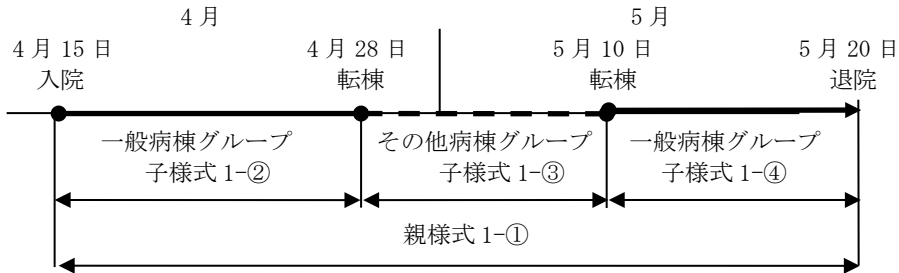 4月 5月
4月15日 4月28日 5月10日 5月20日
入院 転棟 転棟 退院
一般病棟グループ その他病棟グループ 一般病棟グループ
子様式1-② 子様式1-③ 子様式1-④
親様式1-①